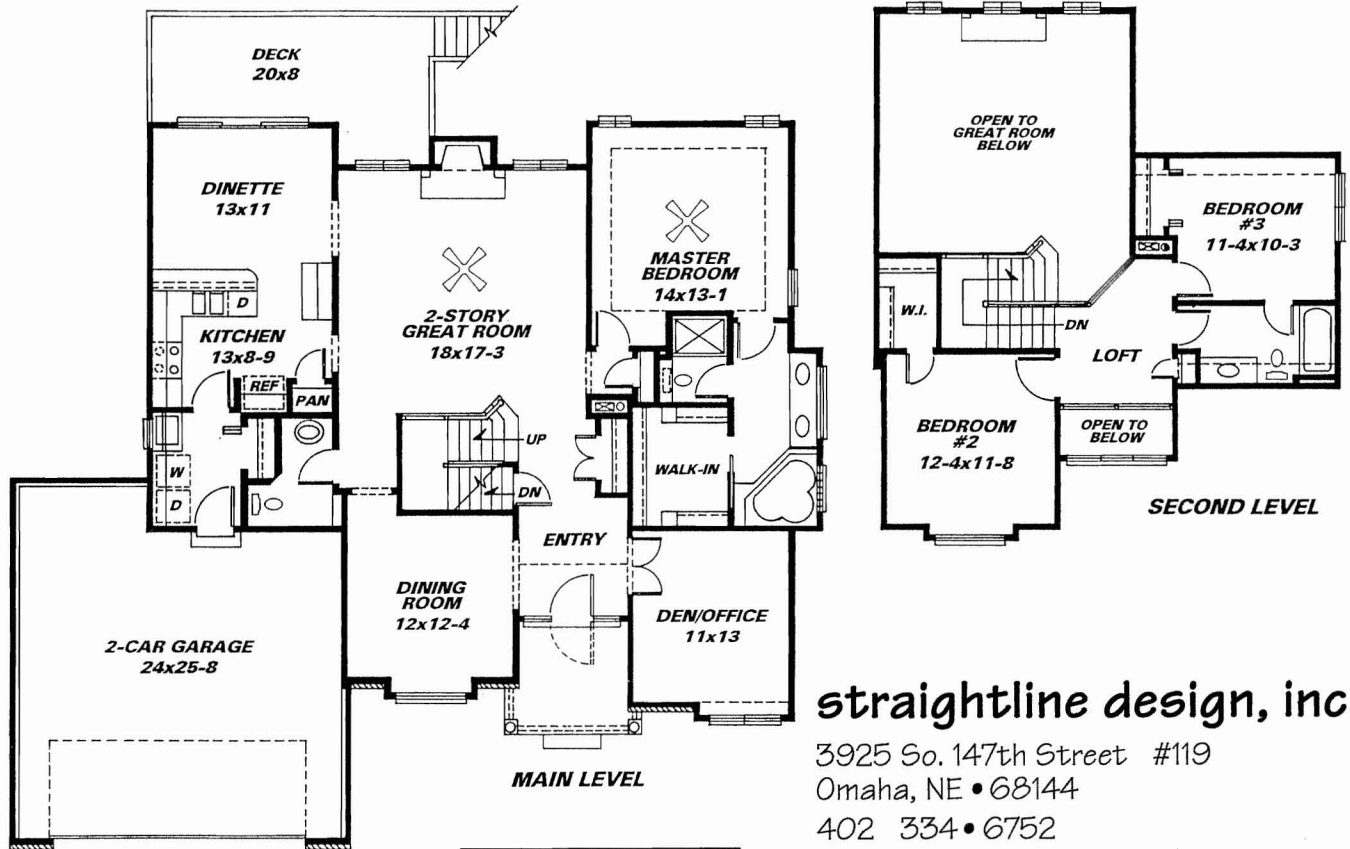 DECK
20x8
DINETTE
13x11
D
KITCHEN
13x8-9
REF
PAN
W
D
2-STORY
GREAT ROOM
18x17-3
MASTER
BEDROOM
14x13-1
UP
DN
WALK-IN
ENTRY
DINING
ROOM
12x12-4
DEN/OFFICE
11x13
2-CAR GARAGE
24x25-8
MAIN LEVEL
OPEN TO
GREAT ROOM
BELOW
BEDROOM
#3
11-4x10-3
W.I.
DN
LOFT
BEDROOM
#2
12-4x11-8
OPEN TO
BELOW
SECOND LEVEL
straightline design, inc
3925 So. 147th Street #119
Omaha, NE • 68144
402 334 • 6752